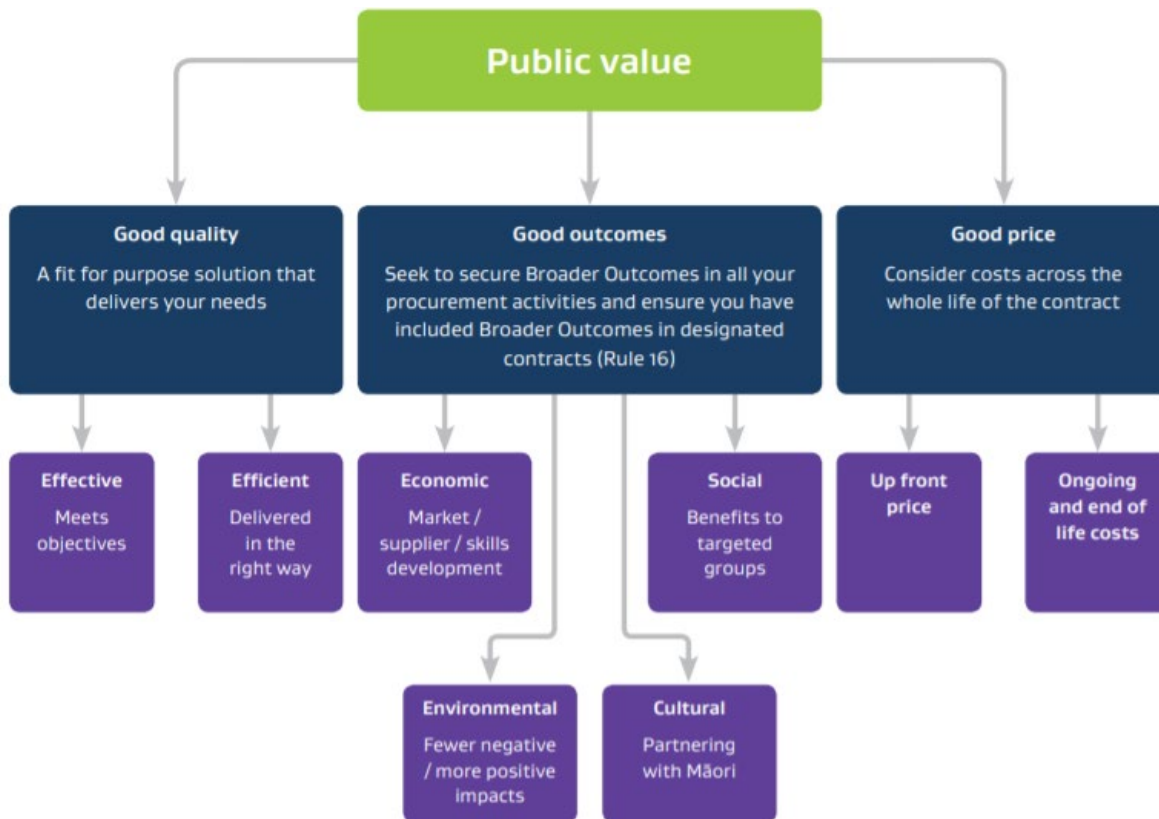 Public value
Good quality
A fit for purpose solution that
delivers your needs
Good outcomes
Seek to secure Broader Outcomes in all your
procurement activities and ensure you have
included Broader Outcomes in designated
contracts (Rule 16)
Good price
Consider costs across the
whole life of the contract
Effective
Meets
objectives
Efficient
Delivered
in the
right way
Economic
Market /
supplier / skills
development
Social
Benefits to
targeted
groups
Up front
price
Ongoing
and end of
life costs
Environmental
Fewer negative
/ more positive
impacts
Cultural
Partnering
with Māori